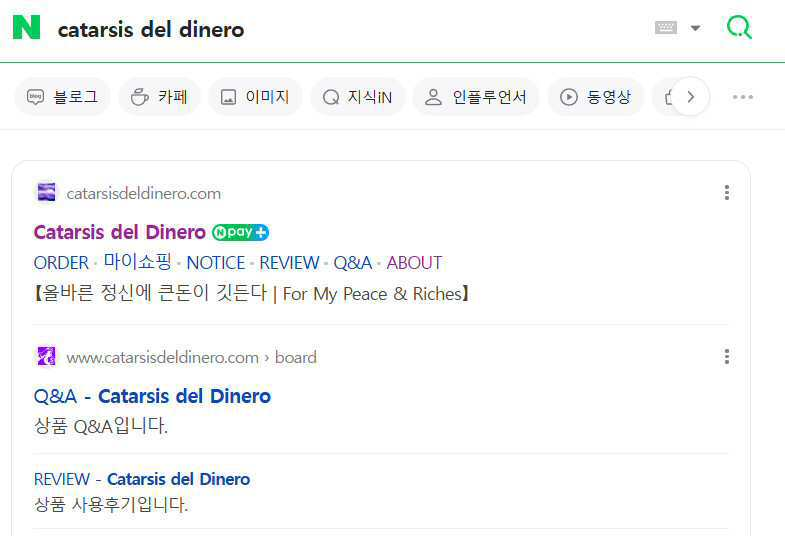 catarsis del dinero
블로그 카페 이미지 지식iN 인플루언서 동영상
catarsisdeldinero.com
Catarsis del Dinero N pay +
ORDER · 마이쇼핑 · NOTICE · REVIEW · Q&A · ABOUT
【올바른 정신에 큰돈이 깃든다 | For My Peace & Riches】
www.catarsisdeldinero.com › board
Q&A - Catarsis del Dinero
상품 Q&A입니다.
REVIEW - Catarsis del Dinero
상품 사용후기입니다.